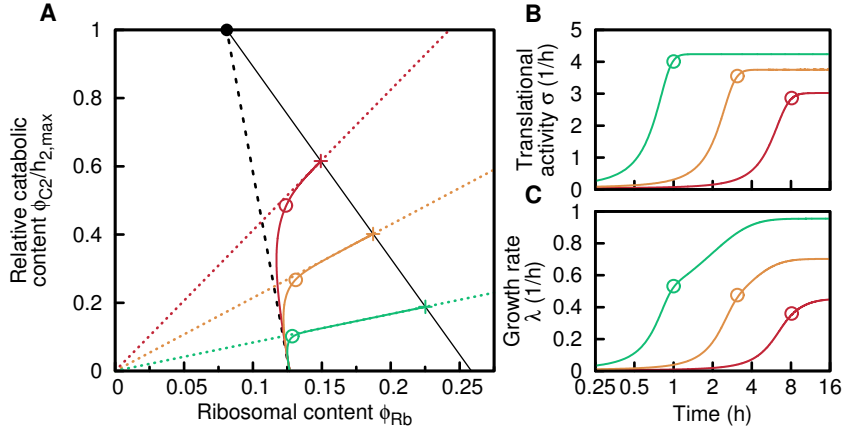 A
Relative catabolic
content ϕC2/h2,max
1
0.8
0.6
0.4
0.2
0
0
0.05
0.1
0.15
0.2
0.25
Ribosomal content ϕRb
B
Translational
activity σ (1/h)
5
4
3
2
1
0
C
Growth rate
λ (1/h)
1
0.8
0.6
0.4
0.2
0
0.25 0.5 1 2 4 8 16
Time (h)